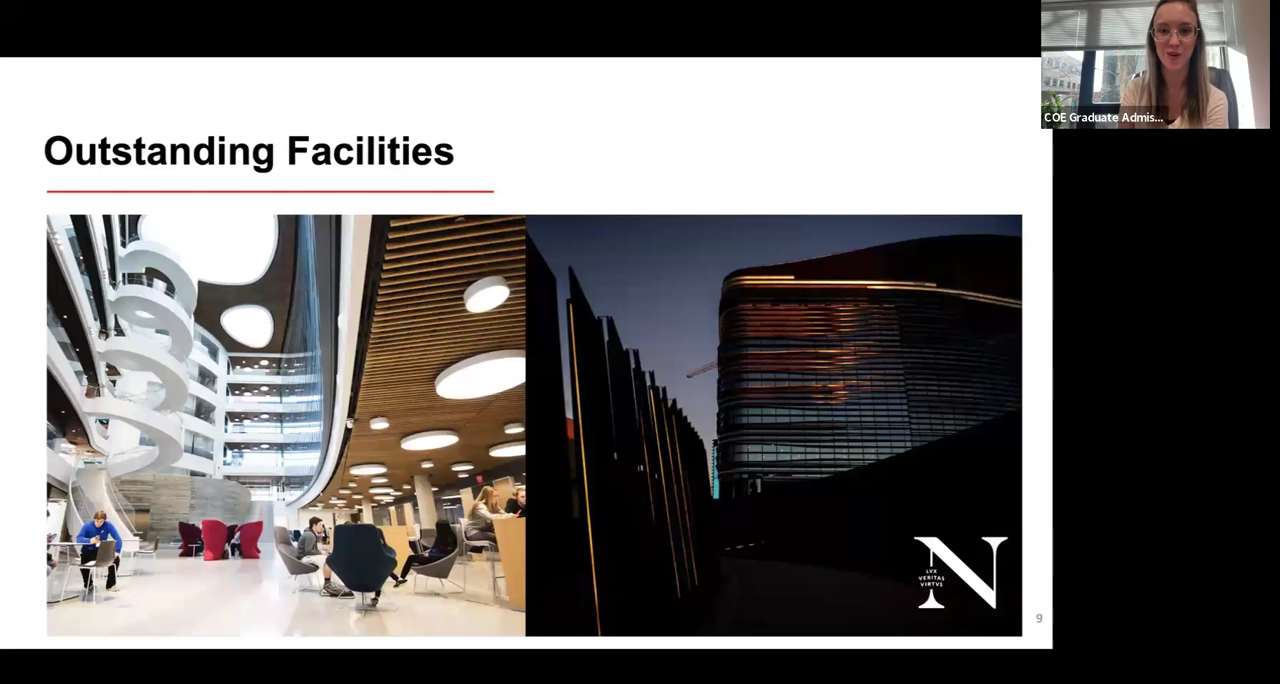 COE Graduate Admis...
Outstanding Facilities
N
LVX
VERITAS
VIRTVS
9